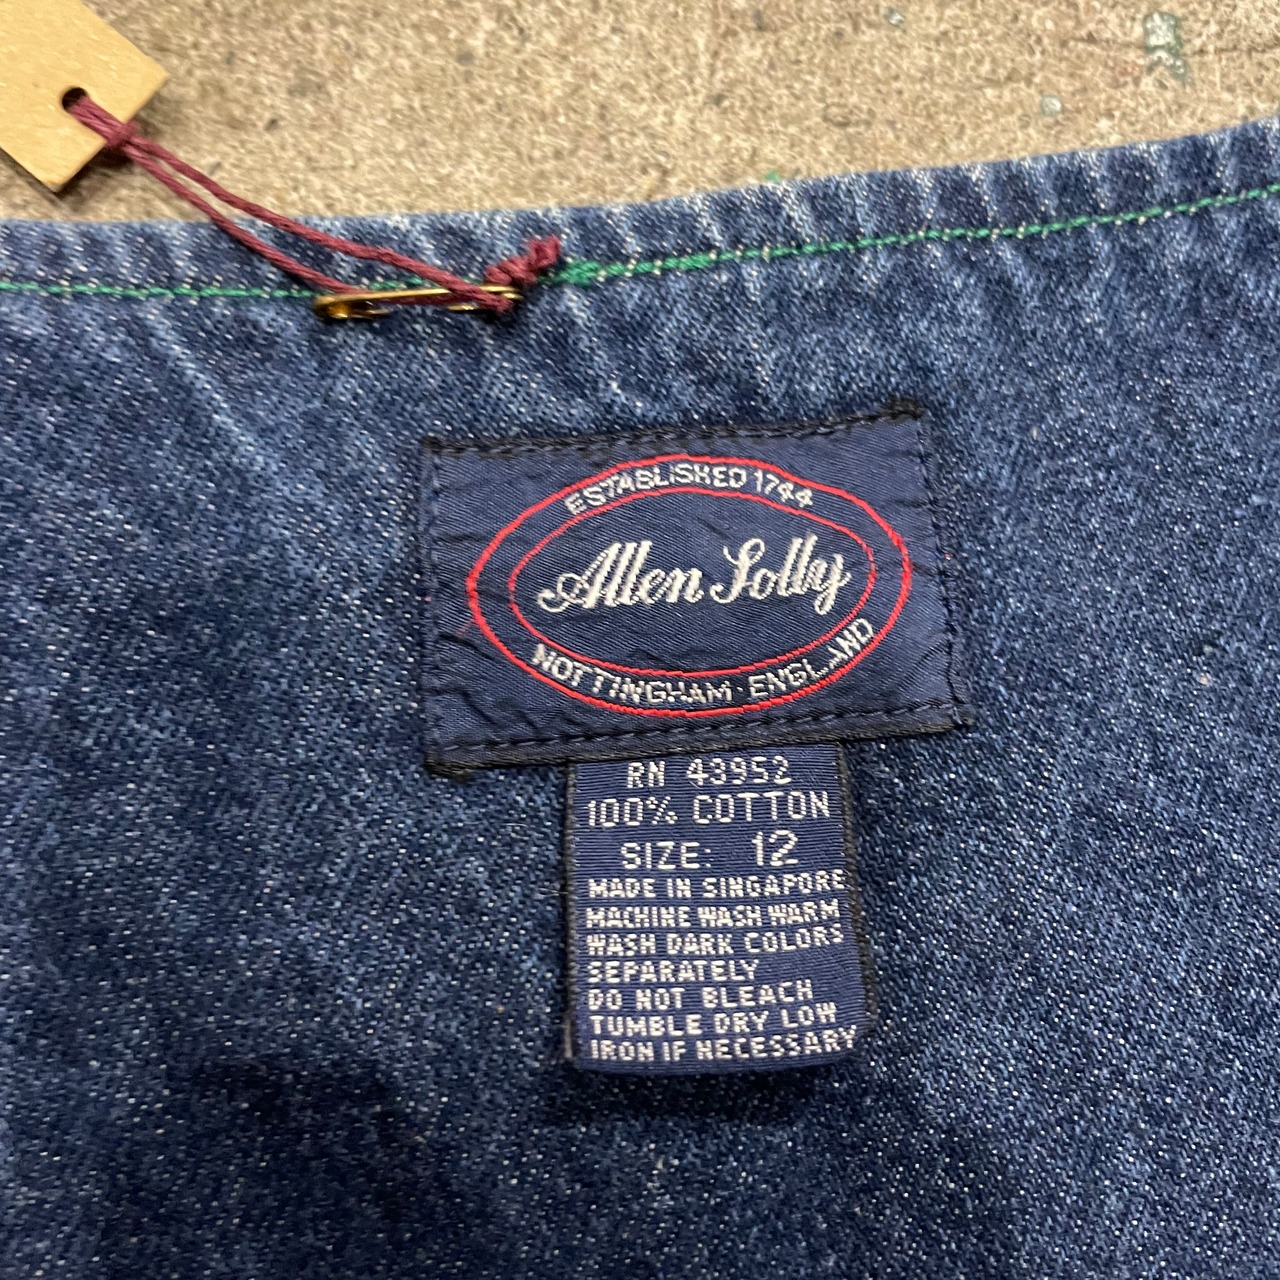 ESTABLISHED 1744
Allen Solly
NOTTINGHAM · ENGLAND
RN 43952
100% COTTON
SIZE: 12
MADE IN SINGAPORE
MACHINE WASH WARM
WASH DARK COLORS
SEPARATELY
DO NOT BLEACH
TUMBLE DRY LOW
IRON IF NECESSARY